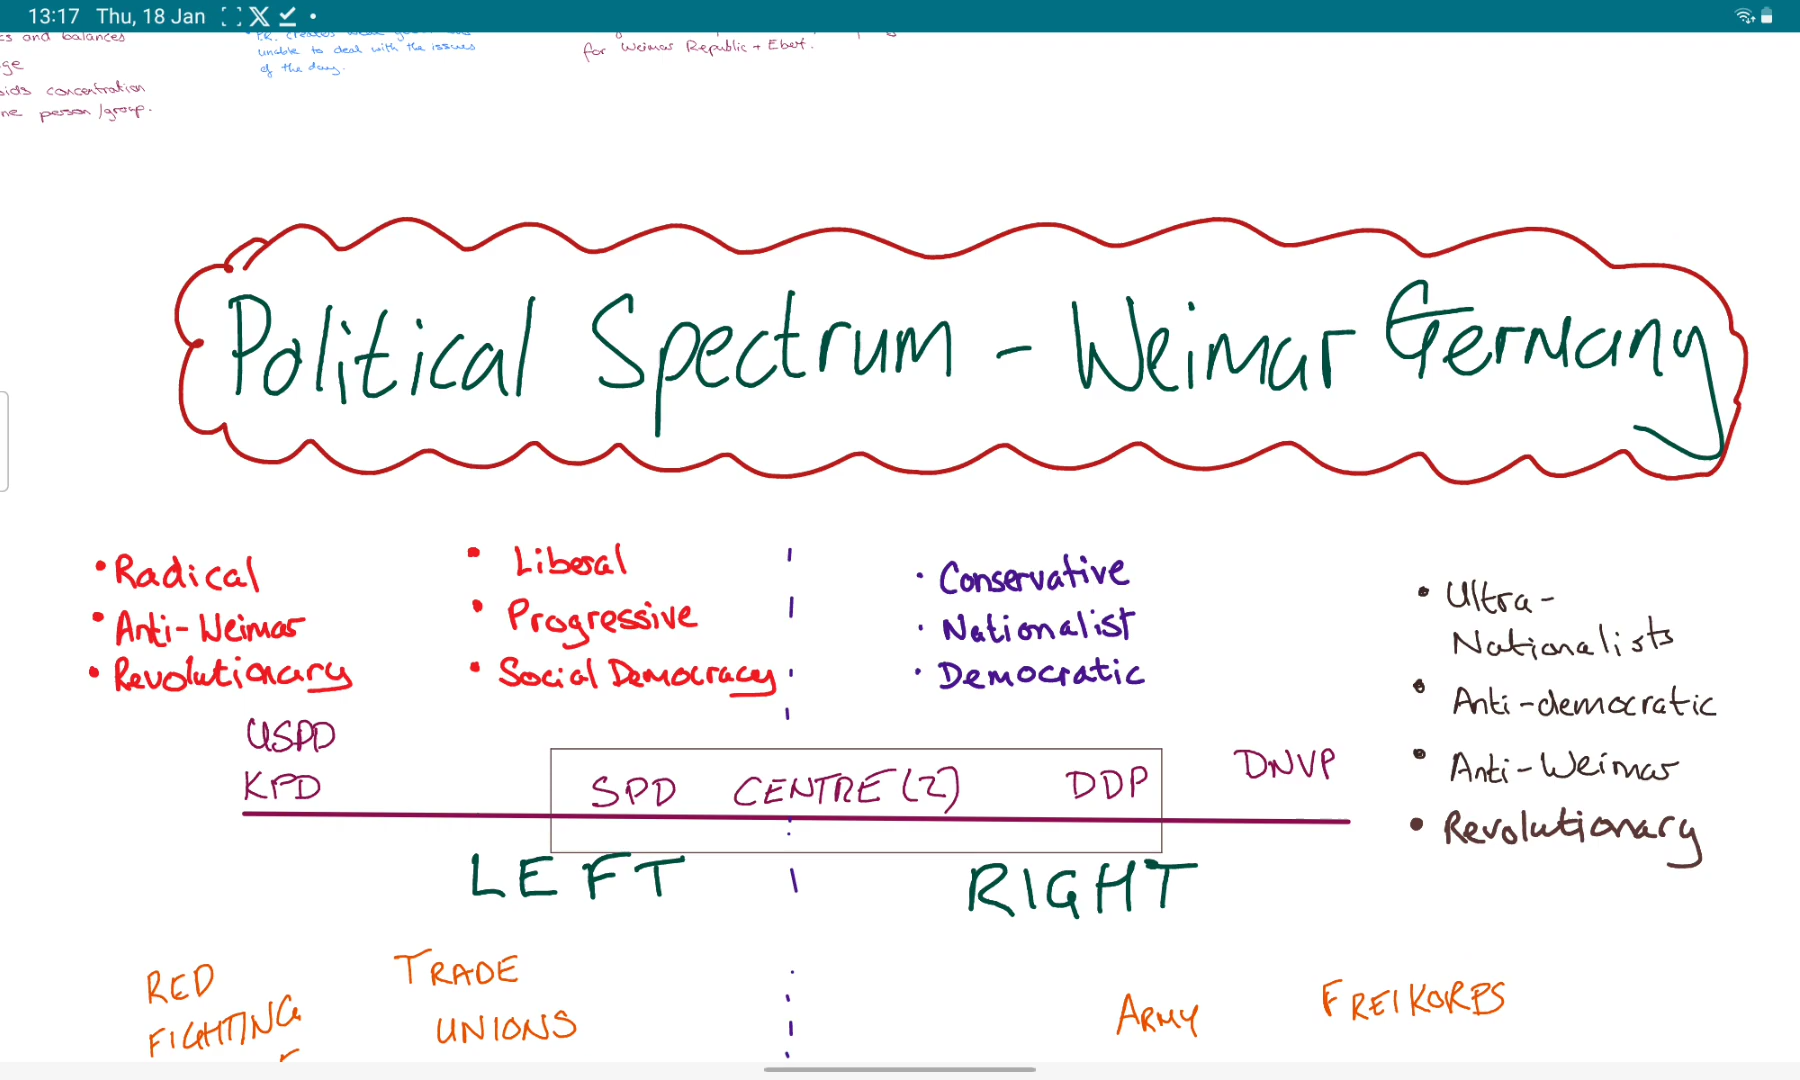 13:17 Thu, 18 Jan
and balances
unable to deal with the issues
of the day.
for Weimar Republic + Ebert.
concentration
person/group.
Political Spectrum - Weimar Germany
• Radical
• Anti-Weimar
• Revolutionary
• Liberal
• Progressive
• Social Democracy
• Conservative
• Nationalist
• Democratic
• Ultra-
Nationalists
• Anti-democratic
• Anti-Weimar
• Revolutionary
USPD
KPD
SPD CENTRE (Z) DDP
DNVP
LEFT RIGHT
RED
FIGHTING
TRADE
UNIONS
ARMY
FREIKORPS